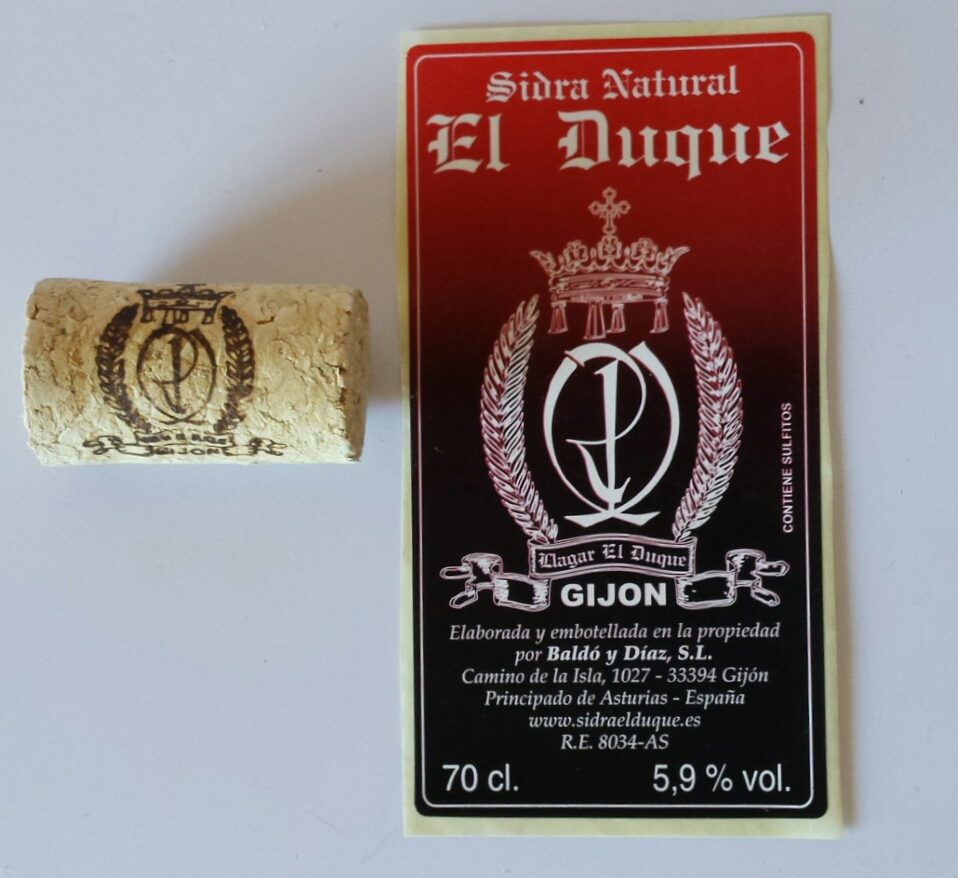 Sidra Natural
El Duque
CONTIENE SULFITOS
Llagar El Duque
GIJON
Elaborada y embotellada en la propiedad
por Baldó y Díaz, S.L.
Camino de la Isla, 1027 - 33394 Gijón
Principado de Asturias - España
www.sidraelduque.es
R.E. 8034-AS
70 cl. 5,9 % vol.
GIJON